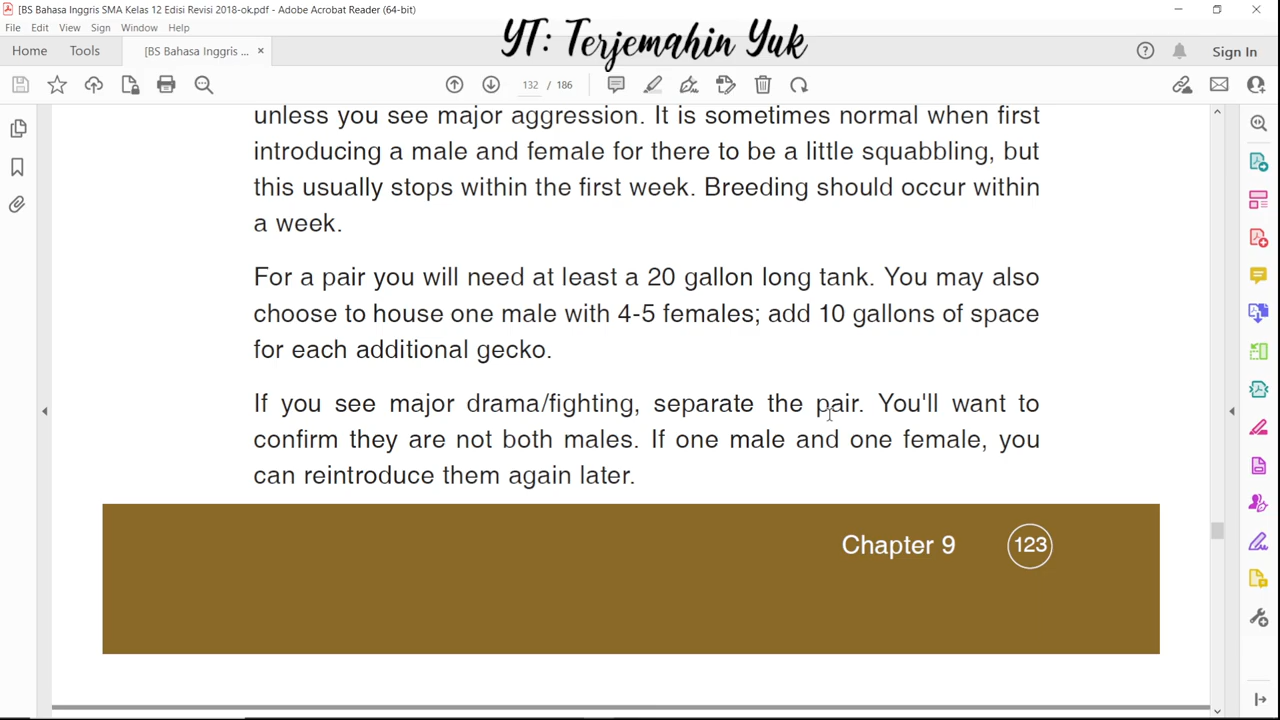 [BS Bahasa Inggris SMA Kelas 12 Edisi Revisi 2018-ok.pdf - Adobe Acrobat Reader (64-bit)
YT: Terjemahin Yuk
File Edit View Sign Window Help
Home Tools [BS Bahasa Inggris ... × Sign In
132 / 186
unless you see major aggression. It is sometimes normal when first
introducing a male and female for there to be a little squabbling, but
this usually stops within the first week. Breeding should occur within
a week.
For a pair you will need at least a 20 gallon long tank. You may also
choose to house one male with 4-5 females; add 10 gallons of space
for each additional gecko.
If you see major drama/fighting, separate the pair. You'll want to
confirm they are not both males. If one male and one female, you
can reintroduce them again later.
Chapter 9 123